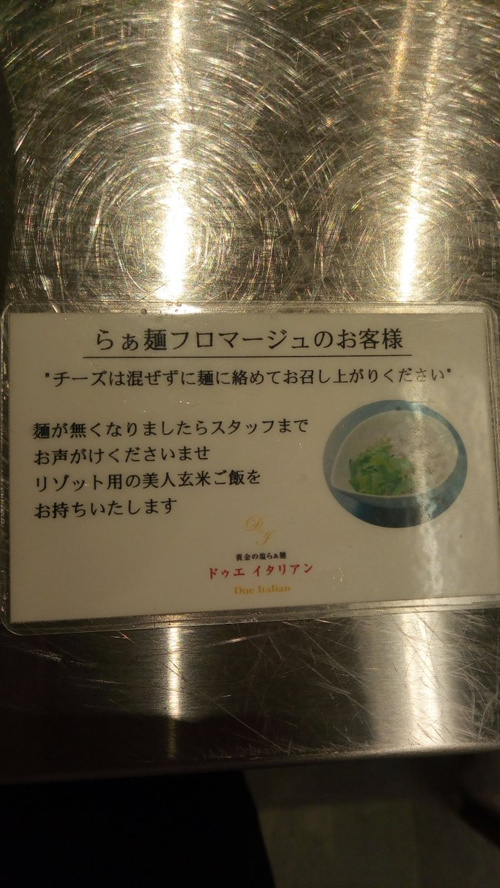 らぁ麺フロマージュのお客様
"チーズは混ぜずに麺に絡めてお召し上がりください"
麺が無くなりましたらスタッフまで
お声がけくださいませ
リゾット用の美人玄米ご飯を
お持ちいたします
D
I
黄金の塩らぁ麺
ドゥエ イタリアン
Due Italian